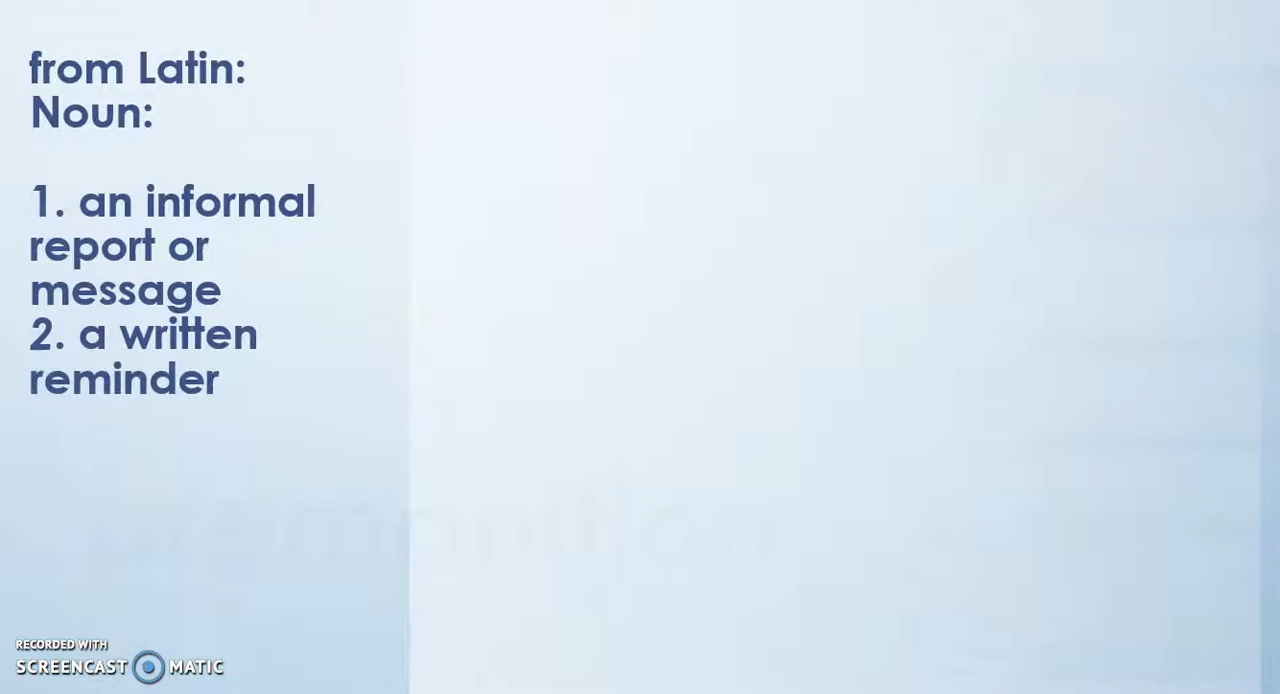 from Latin:
Noun:
1. an informal
report or
message
2. a written
reminder
RECORDED WITH
SCREENCAST MATIC